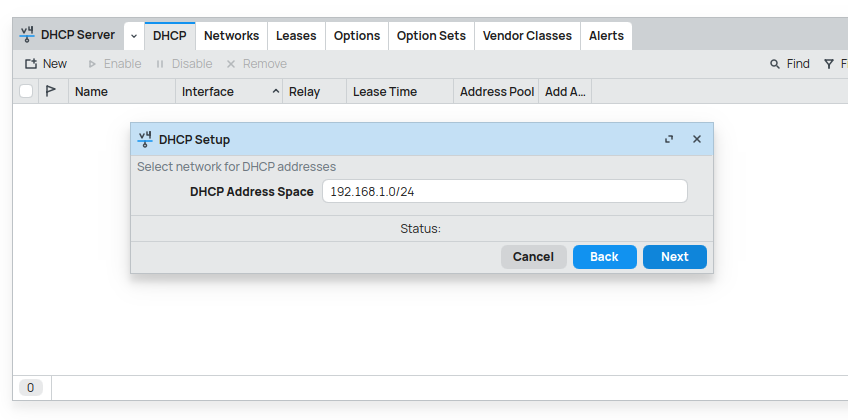 v4 DHCP Server DHCP Networks Leases Options Option Sets Vendor Classes Alerts
New Enable Disable Remove Find F
Name Interface Relay Lease Time Address Pool Add A...
v4 DHCP Setup
Select network for DHCP addresses
DHCP Address Space 192.168.1.0/24
Status:
Cancel Back Next
0